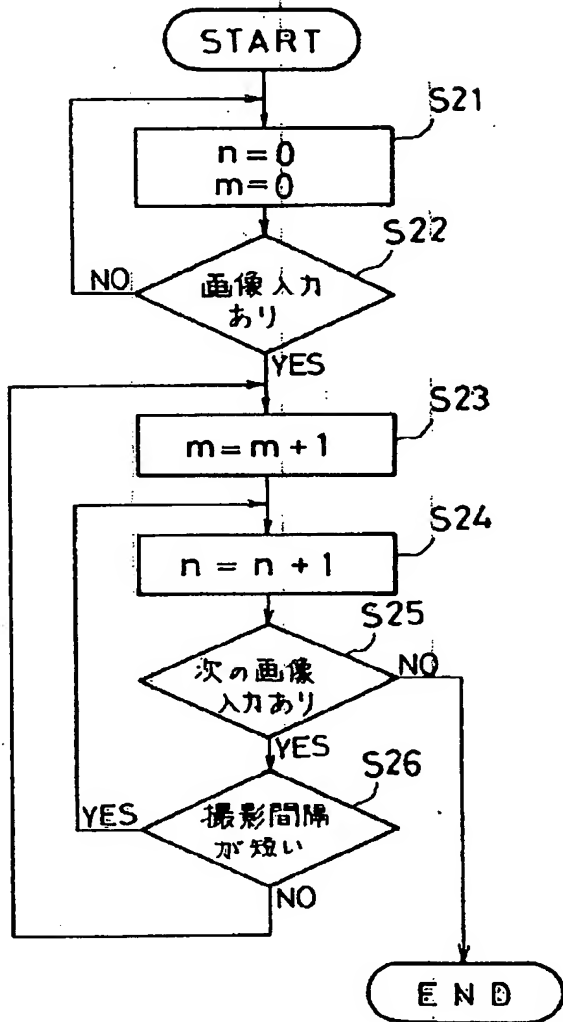 START
S21
n=0
m=0
S22
NO
画像入力
あり
YES
S23
m=m+1
S24
n=n+1
S25
次の画像
入力あり
NO
YES
S26
YES
撮影間隔
が短い
NO
END